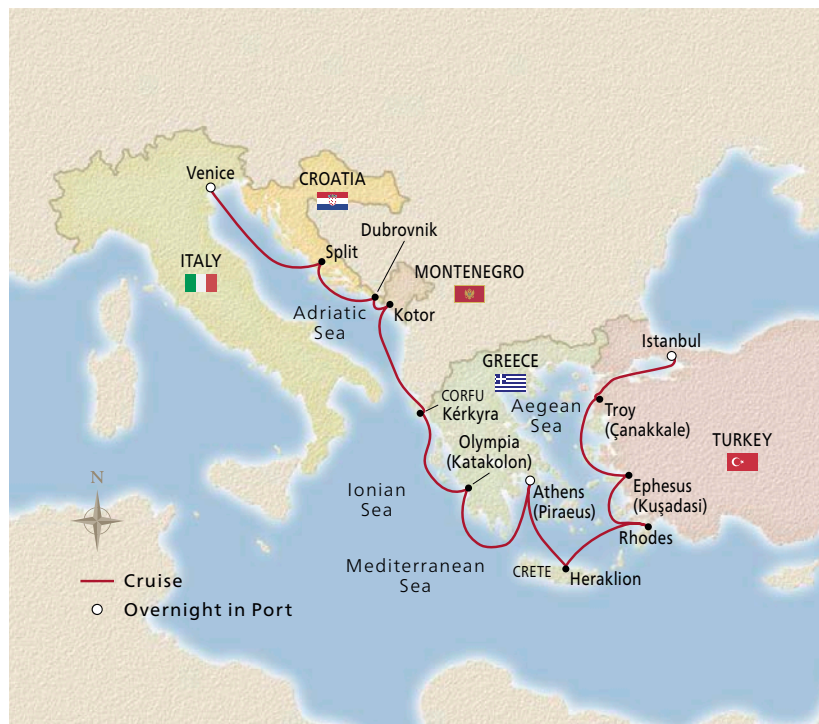 Venice
CROATIA
Dubrovnik
ITALY
Split
MONTENEGRO
Adriatic
Sea
Kotor
Istanbul
GREECE
CORFU
Kérkyra
Aegean
Sea
Troy
(Çanakkale)
TURKEY
Olympia
(Katakolon)
Ionian
Sea
Athens
(Piraeus)
Ephesus
(Kuşadasi)
Rhodes
Mediterranean
Sea
CRETE
Heraklion
N
Cruise
Overnight in Port